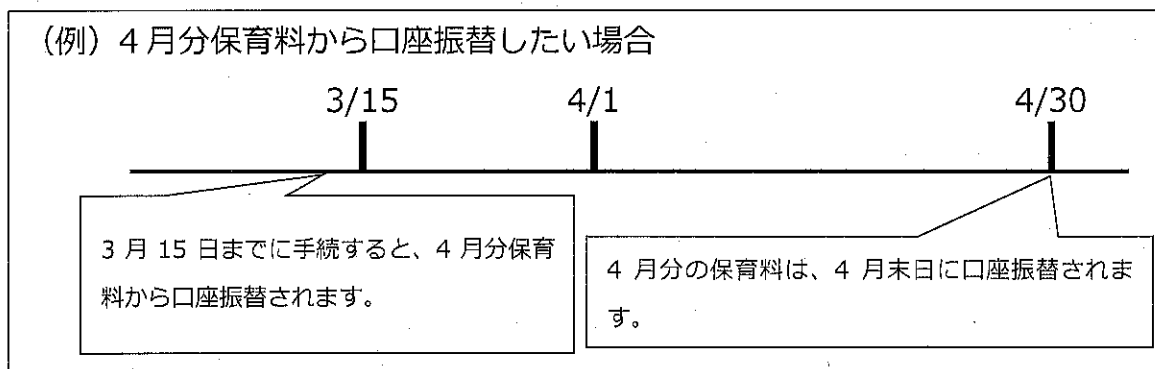 （例）４月分保育料から口座振替したい場合
3/15 4/1 4/30
3 月 15 日までに手続すると、4 月分保育
料から口座振替されます。
4 月分の保育料は、4 月末日に口座振替されま
す。